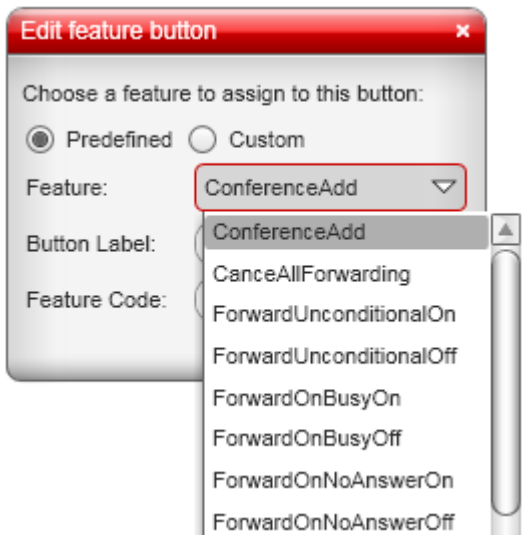 Edit feature button
Choose a feature to assign to this button:
Predefined Custom
Feature: ConferenceAdd
ConferenceAdd
Button Label:
CanceAllForwarding
Feature Code:
ForwardUnconditionalOn
ForwardUnconditionalOff
ForwardOnBusyOn
ForwardOnBusyOff
ForwardOnNoAnswerOn
ForwardOnNoAnswerOff